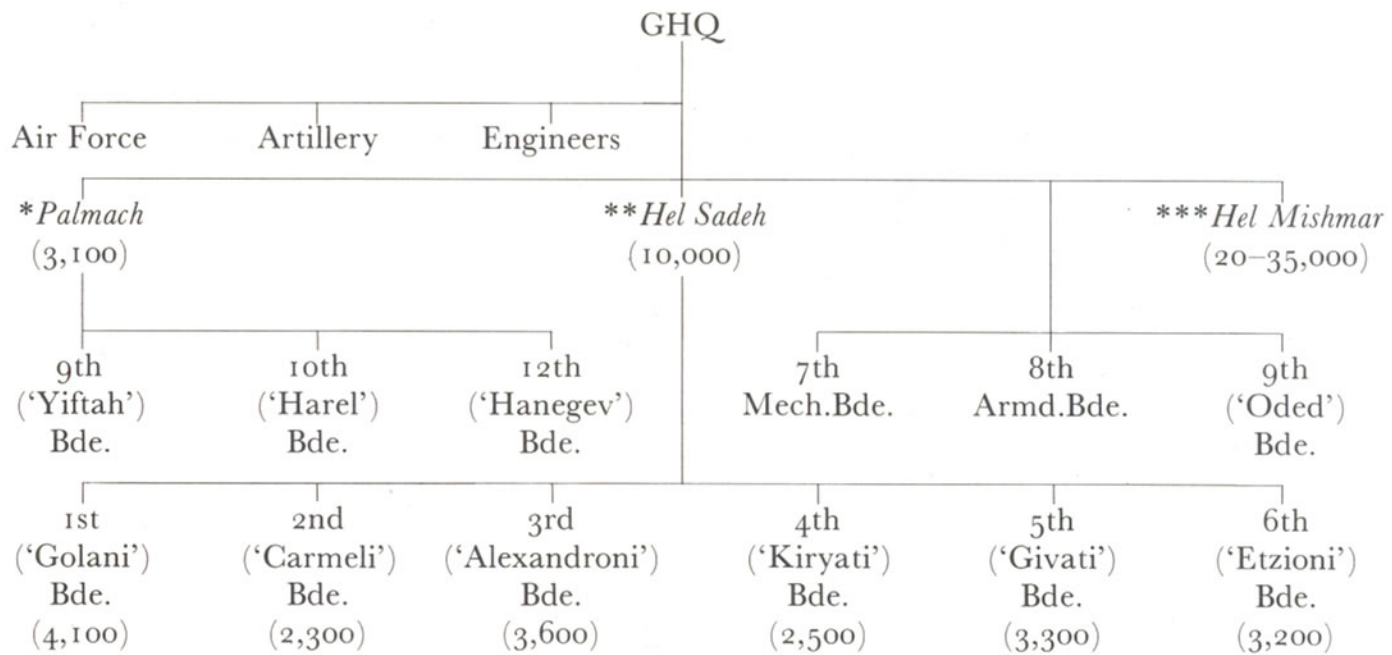 GHQ
Air Force Artillery Engineers
*Palmach **Hel Sadeh ***Hel Mishmar
(3,100) (10,000) (20–35,000)
9th 10th 12th 7th 8th 9th
(‘Yiftah’) (‘Harel’) (‘Hanegev’) Mech.Bde. Armd.Bde. (‘Oded’)
Bde. Bde. Bde. Bde.
1st 2nd 3rd 4th 5th 6th
(‘Golani’) (‘Carmeli’) (‘Alexandroni’) (‘Kiryati’) (‘Givati’) (‘Etzioni’)
Bde. Bde. Bde. Bde. Bde. Bde.
(4,100) (2,300) (3,600) (2,500) (3,300) (3,200)